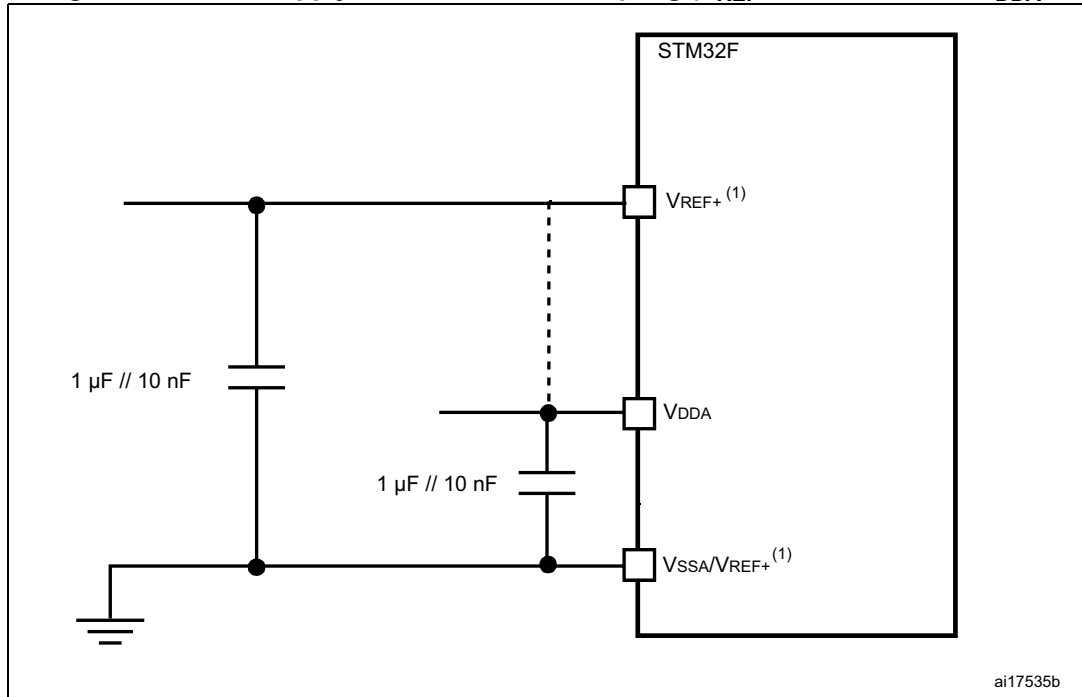 STM32F
VREF+ (1)
1 µF // 10 nF
VDDA
1 µF // 10 nF
VSSA/VREF+ (1)
ai17535b